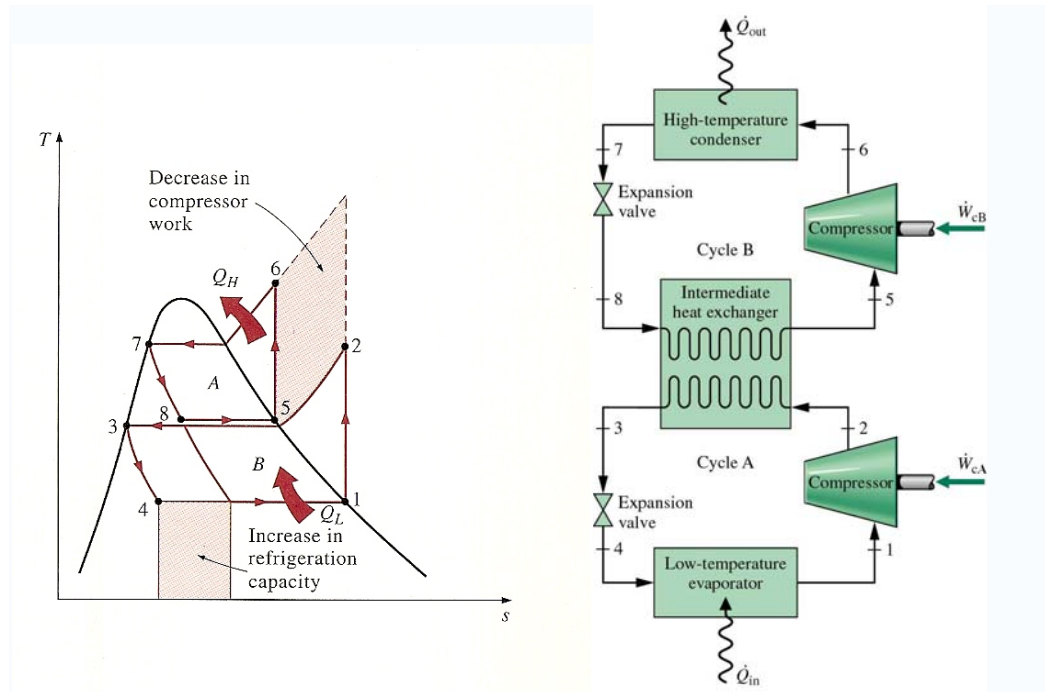 T
Decrease in
compressor
work
Q_H
6
7
A
2
5
8
3
B
4
Q_L
1
Increase in
refrigeration
capacity
s
Q̇_out
High-temperature
condenser
7
6
Expansion
valve
Compressor
Ẇ_cB
Cycle B
Intermediate
heat exchanger
8
5
3
2
Cycle A
Compressor
Ẇ_cA
Expansion
valve
4
1
Low-temperature
evaporator
Q̇_in